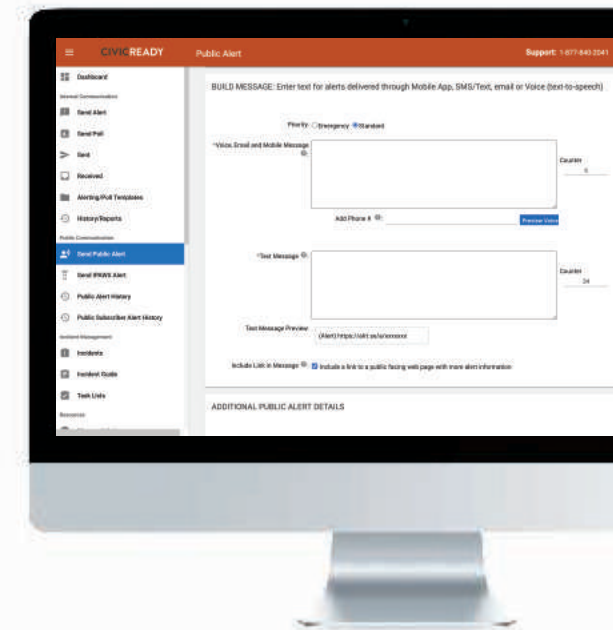 CIVICREADY
Public Alert
Support: 1-877-840-2041
Dashboard
Internal Communication
Send Alert
Send Poll
Sent
Received
Alerting/Poll Templates
History/Reports
Public Communication
Send Public Alert
Send IPAWS Alert
Public Alert History
Public Subscriber Alert History
Incident Management
Incidents
Incident Guide
Task Lists
Resources
BUILD MESSAGE: Enter text for alerts delivered through Mobile App, SMS/Text, email or Voice (text-to-speech)
Priority: Emergency Standard
*Voice, Email and Mobile Message
Counter
Add Phone #
Preview Voice
*Text Message
Counter
34
Text Message Preview
Include Link in Message Include a link to a public facing web page with more alert information
ADDITIONAL PUBLIC ALERT DETAILS